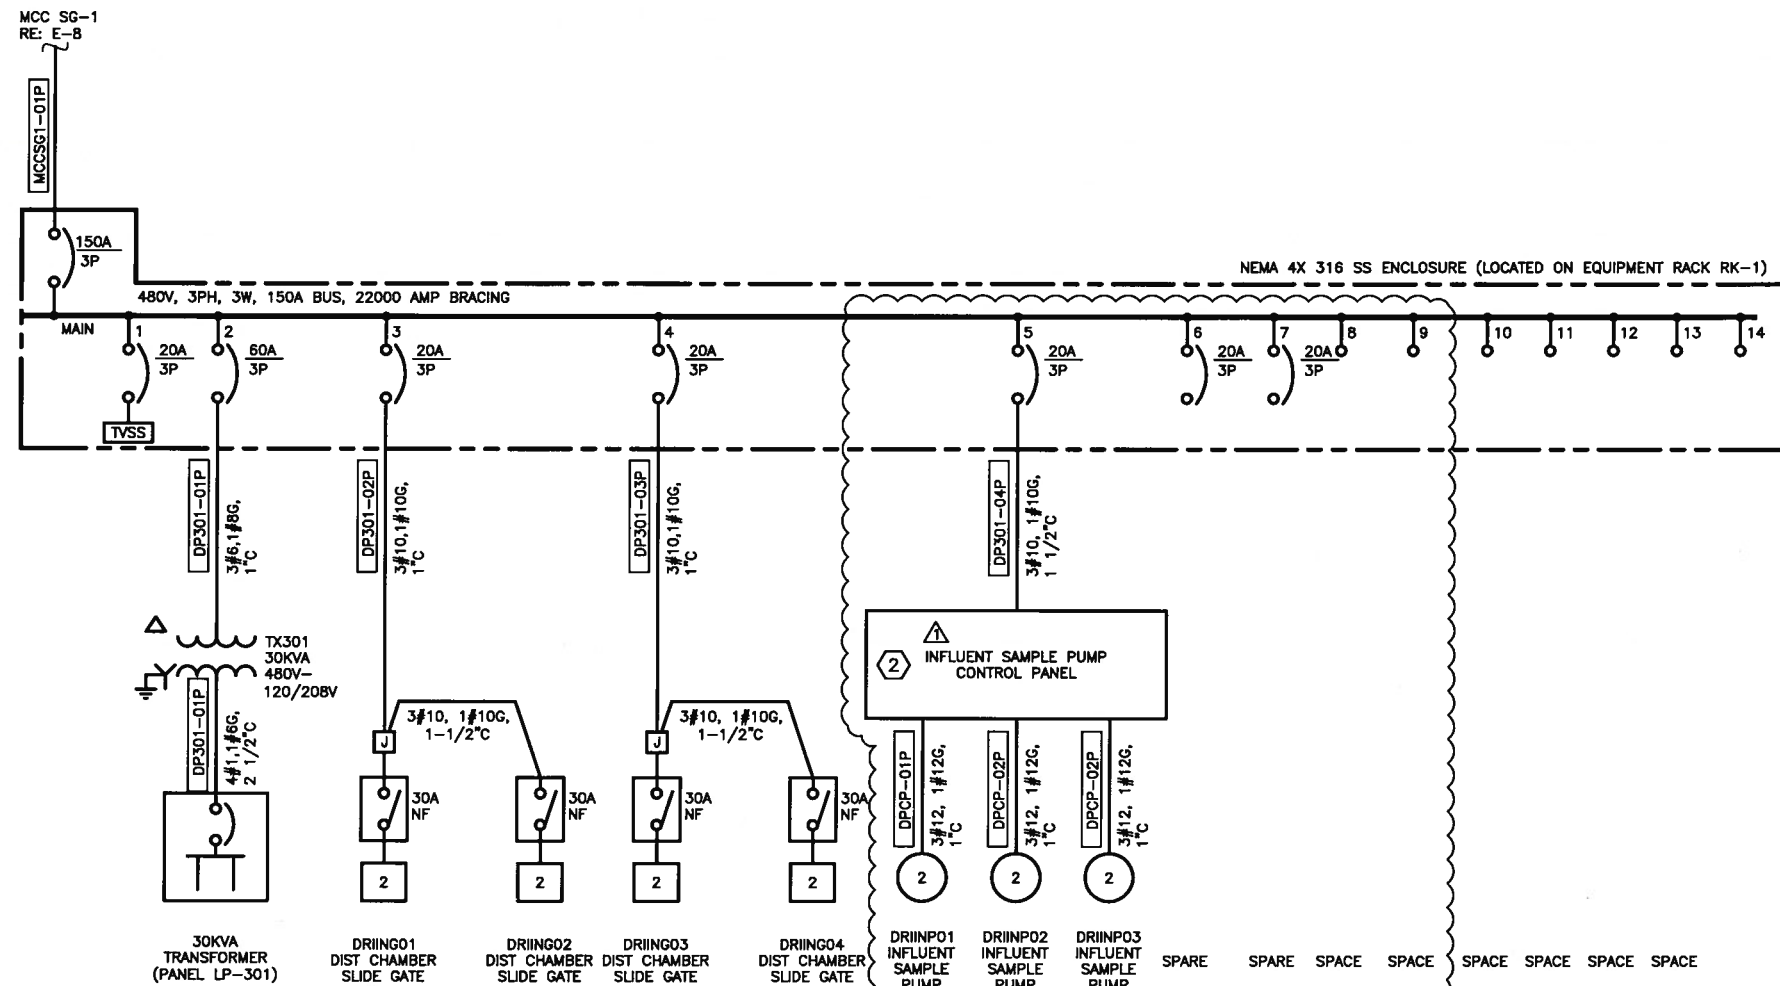 MCC SG-1
RE: E-8
MCCSG1-01P
150A
3P
NEMA 4X 316 SS ENCLOSURE (LOCATED ON EQUIPMENT RACK RK-1)
480V, 3PH, 3W, 150A BUS, 22000 AMP BRACING
MAIN
1
20A
3P
TVSS
2
60A
3P
3
20A
3P
4
20A
3P
5
20A
3P
6
20A
3P
7
20A
3P
8
9
10
11
12
13
14
DP301-01P
3#6,1#8G,
1"C
DP301-02P
3#10,1#10G,
1"C
DP301-03P
3#10,1#10G,
1"C
DP301-04P
3#10, 1#10G,
1 1/2"C
TX301
30KVA
480V-
120/208V
DP301-01P
4#1,1#6G,
2 1/2"C
3#10, 1#10G,
1-1/2"C
J
30A
NF
2
30A
NF
2
3#10, 1#10G,
1-1/2"C
J
30A
NF
2
30A
NF
2
1
2
INFLUENT SAMPLE PUMP
CONTROL PANEL
DPCP-01P
3#12, 1#12G,
1"C
DPCP-02P
3#12, 1#12G,
1"C
DPCP-02P
3#12, 1#12G,
1"C
2
2
2
30KVA
TRANSFORMER
(PANEL LP-301)
DRIING01
DIST CHAMBER
SLIDE GATE
DRIING02
DIST CHAMBER
SLIDE GATE
DRIING03
DIST CHAMBER
SLIDE GATE
DRIING04
DIST CHAMBER
SLIDE GATE
DRIINP01
INFLUENT
SAMPLE
PUMP
DRIINP02
INFLUENT
SAMPLE
PUMP
DRIINP03
INFLUENT
SAMPLE
PUMP
SPARE
SPARE
SPACE
SPACE
SPACE
SPACE
SPACE
SPACE